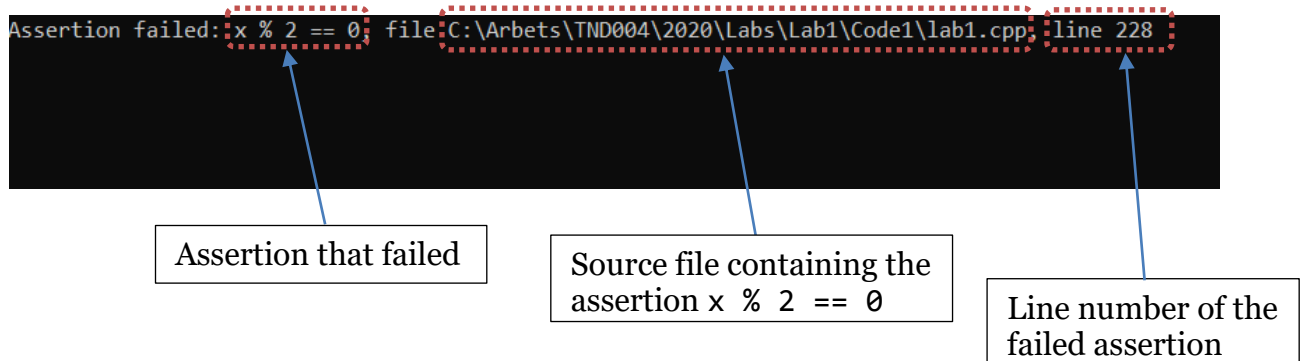 Assertion failed: x % 2 == 0, file C:\Arbets\TND004\2020\Labs\Lab1\Code1\lab1.cpp, line 228
Assertion that failed
Source file containing the
assertion x % 2 == 0
Line number of the
failed assertion